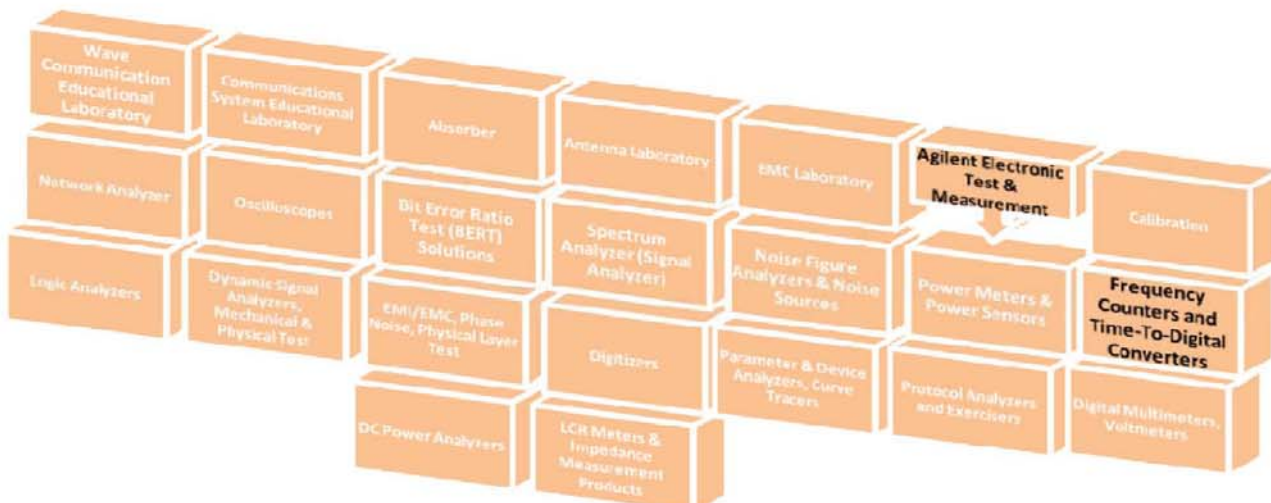 Wave
Communication
Educational
Laboratory
Communications
System Educational
Laboratory
Absorber
Antenna Laboratory
EMC Laboratory
Agilent Electronic
Test &
Measurement
Calibration
Network Analyzer
Oscilluscopes
Bit Error Ratio
Test (BERT)
Solutions
Spectrum
Analyzer (Signal
Analyzer)
Noise Figure
Analyzers & Noise
Sources
Power Meters &
Power Sensors
Frequency
Counters and
Time-To-Digital
Converters
Logic Analyzers
Dynamic Signal
Analyzers,
Mechanical &
Physical Test
EMI/EMC, Phase
Noise, Physical Layer
Test
Digitizers
Parameter & Device
Analyzers, Curve
Tracers
Protocol Analyzers
and Exercisers
Digital Multimeters,
Voltmeters
DC Power Analyzers
LCR Meters &
Impedance
Measurement
Products